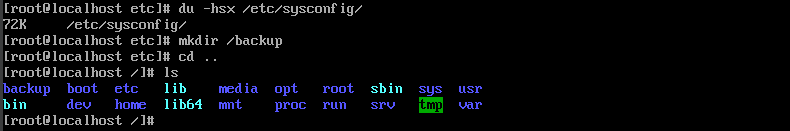 [root@localhost etc]# du -hsx /etc/sysconfig/
72K     /etc/sysconfig/
[root@localhost etc]# mkdir /backup
[root@localhost etc]# cd ..
[root@localhost /]# ls
backup  boot  etc   lib    media  opt   root  sbin  sys  usr
bin     dev   home  lib64  mnt    proc  run   srv   tmp  var
[root@localhost /]#